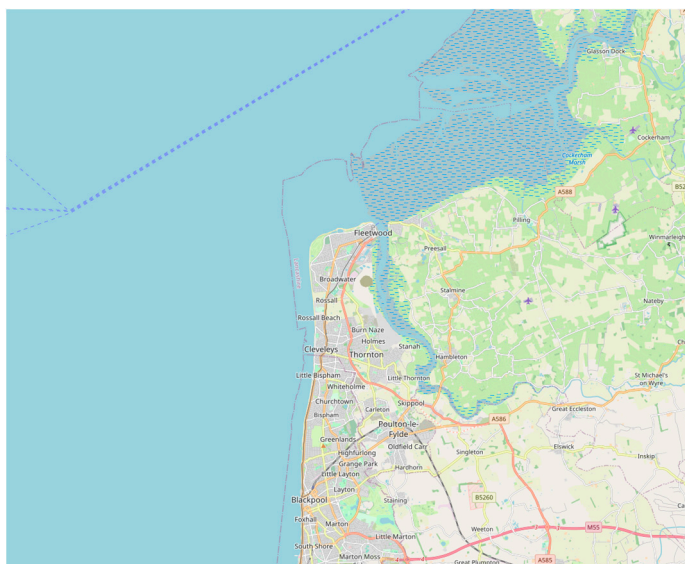 Glasson Dock
Cockerham
Cockerham
Marsh
A588
Pilling
Fleetwood
Winmarleigh
Preesall
Broadwater
Stalmine
Rossall
Nateby
Rossall Beach
Burn Naze
Holmes
Stanah
Cleveleys
Thornton
Hambleton
Little Bispham
Little Thornton
St Michael's
on Wyre
Whiteholme
Churchtown
Skippool
Carleton
Great Eccleston
Bispham
A586
Poulton-le-
Fylde
Greenlands
Oldfield Carr
Elswick
Highfurlong
Singleton
Inskip
Grange Park
Hardhorn
Little Layton
Layton
Blackpool
Staining
B5260
Foxhall
Marton
Weeton
M55
Little Marton
South Shore
Marton Moss
Great Plumpton
A585